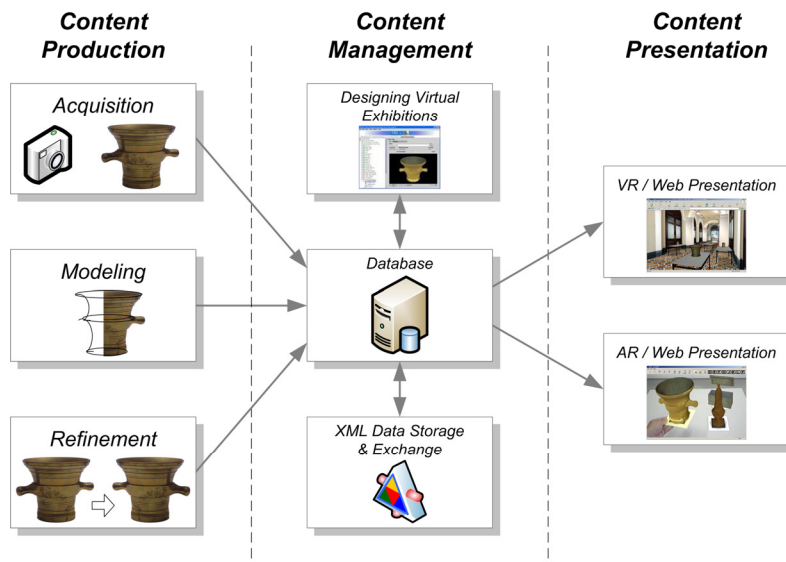 Content
Production
Content
Management
Content
Presentation
Acquisition
Modeling
Refinement
Designing Virtual
Exhibitions
Database
XML Data Storage
& Exchange
VR / Web Presentation
AR / Web Presentation